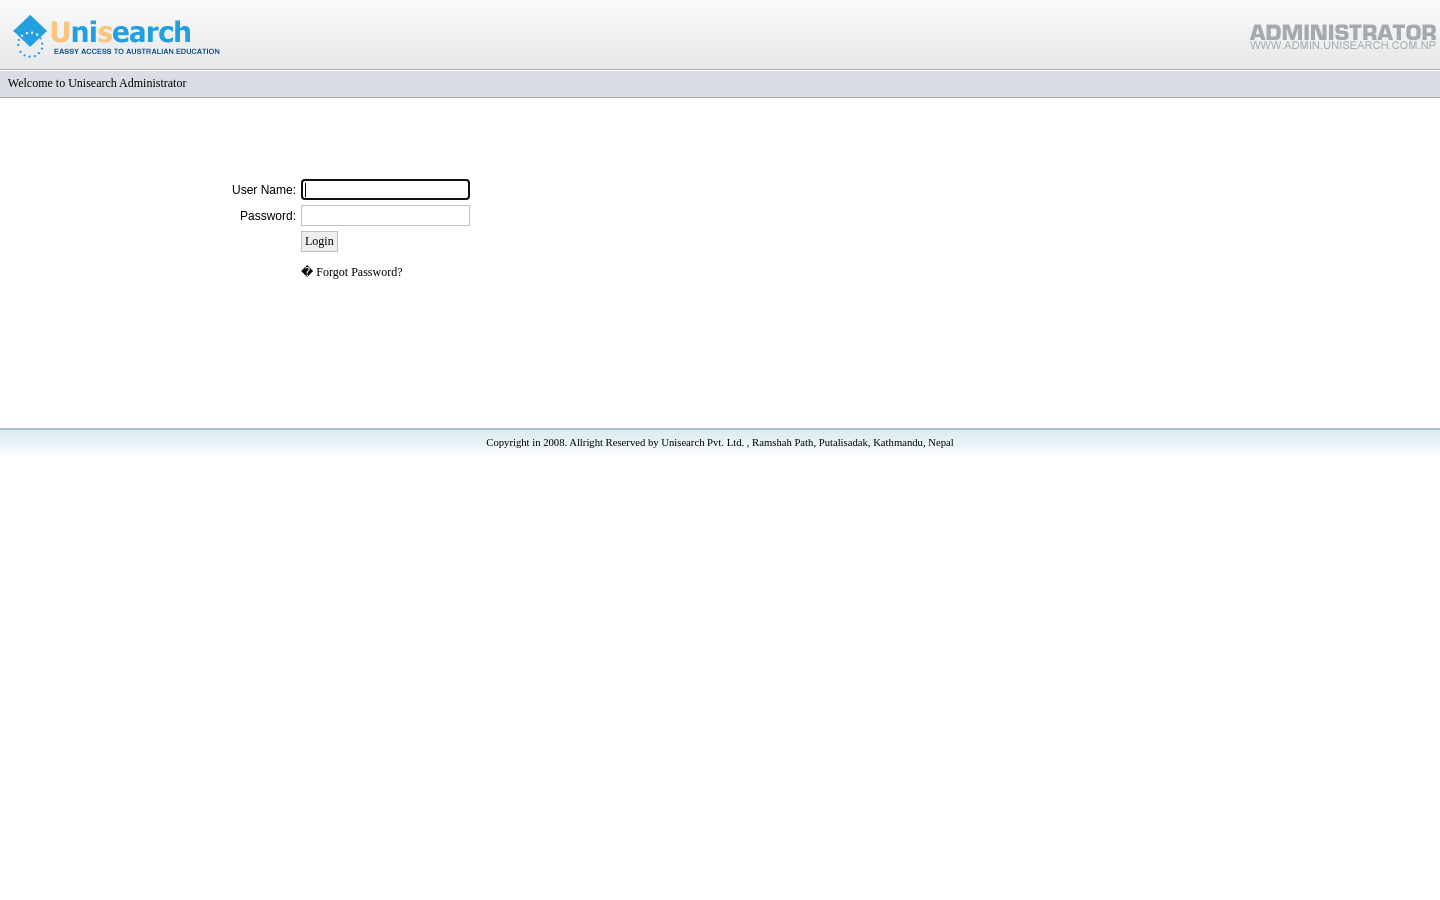 Unisearch
EASSY ACCESS TO AUSTRALIAN EDUCATION
ADMINISTRATOR
WWW.ADMIN.UNISEARCH.COM.NP
Welcome to Unisearch Administrator
User Name:
Password:
Login
� Forgot Password?
Copyright in 2008. Allright Reserved by Unisearch Pvt. Ltd. , Ramshah Path, Putalisadak, Kathmandu, Nepal